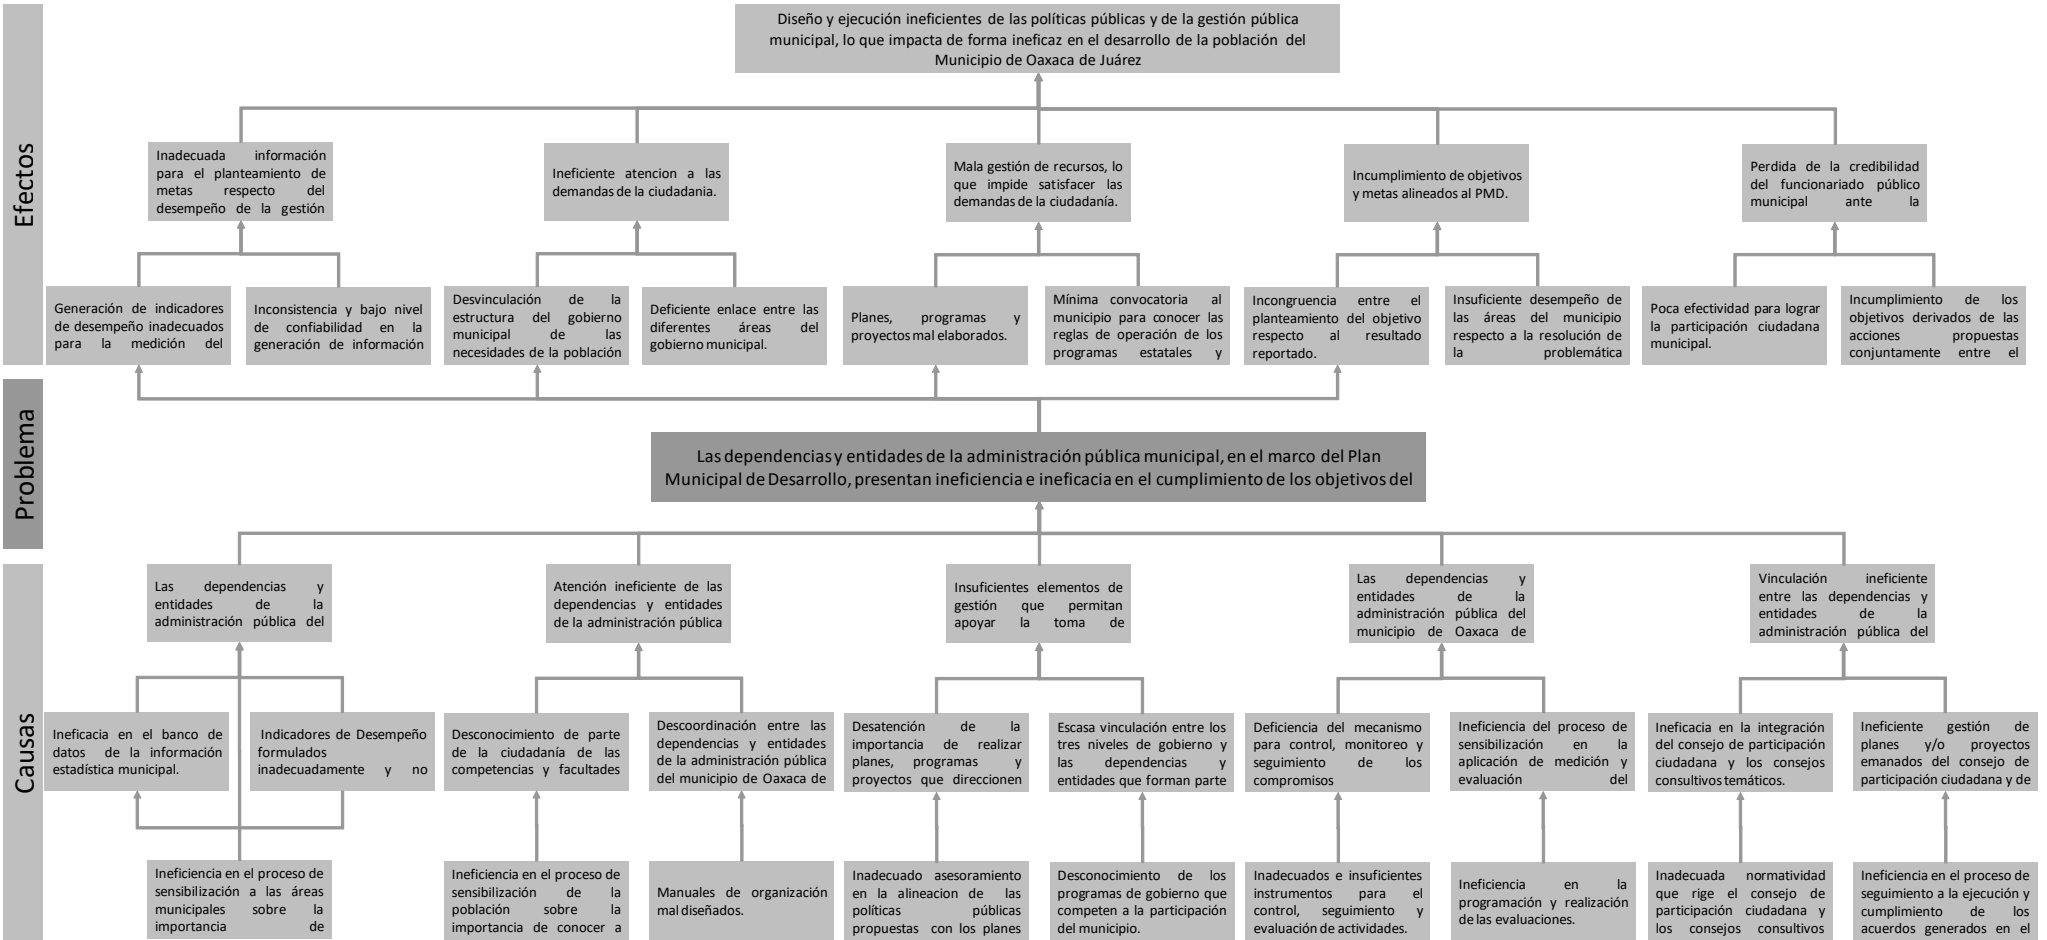 Efectos
Diseño y ejecución ineficientes de las políticas públicas y de la gestión pública
municipal, lo que impacta de forma ineficaz en el desarrollo de la población del
Municipio de Oaxaca de Juárez
Inadecuada información
para el planteamiento de
metas respecto del
desempeño de la gestión
Ineficiente atencion a las
demandas de la ciudadania.
Mala gestión de recursos, lo
que impide satisfacer las
demandas de la ciudadanía.
Incumplimiento de objetivos
y metas alineados al PMD.
Perdida de la credibilidad
del funcionariado público
municipal ante la
Generación de indicadores
de desempeño inadecuados
para la medición del
Inconsistencia y bajo nivel
de confiabilidad en la
generación de información
Desvinculación de la
estructura del gobierno
municipal de las
necesidades de la población
Deficiente enlace entre las
diferentes áreas del
gobierno municipal.
Planes, programas y
proyectos mal elaborados.
Mínima convocatoria al
municipio para conocer las
reglas de operación de los
programas estatales y
Incongruencia entre el
planteamiento del objetivo
respecto al resultado
reportado.
Insuficiente desempeño de
las áreas del municipio
respecto a la resolución de
la problemática
Poca efectividad para lograr
la participación ciudadana
municipal.
Incumplimiento de los
objetivos derivados de las
acciones propuestas
conjuntamente entre el
Problema
Las dependencias y entidades de la administración pública municipal, en el marco del Plan
Municipal de Desarrollo, presentan ineficiencia e ineficacia en el cumplimiento de los objetivos del
Causas
Las dependencias y
entidades de la
administración pública del
Atención ineficiente de las
dependencias y entidades
de la administración pública
Insuficientes elementos de
gestión que permitan
apoyar la toma de
Las dependencias y
entidades de la
administración pública del
municipio de Oaxaca de
Vinculación ineficiente
entre las dependencias y
entidades de la
administración pública del
Ineficacia en el banco de
datos de la información
estadística municipal.
Indicadores de Desempeño
formulados
inadecuadamente y no
Desconocimiento de parte
de la ciudadanía de las
competencias y facultades
Descoordinación entre las
dependencias y entidades
de la administración pública
del municipio de Oaxaca de
Desatención de la
importancia de realizar
planes, programas y
proyectos que direccionen
Escasa vinculación entre los
tres niveles de gobierno y
las dependencias y
entidades que forman parte
Deficiencia del mecanismo
para control, monitoreo y
seguimiento de los
compromisos
Ineficiencia del proceso de
sensibilización en la
aplicación de medición y
evaluación del
Ineficacia en la integración
del consejo de participación
ciudadana y los consejos
consultivos temáticos.
Ineficiente gestión de
planes y/o proyectos
emanados del consejo de
participación ciudadana y de
Ineficiencia en el proceso de
sensibilización a las áreas
municipales sobre la
importancia de
Ineficiencia en el proceso de
sensibilización de la
población sobre la
importancia de conocer a
Manuales de organización
mal diseñados.
Inadecuado asesoramiento
en la alineacion de las
políticas públicas
propuestas con los planes
Desconocimiento de los
programas de gobierno que
competen a la participación
del municipio.
Inadecuados e insuficientes
instrumentos para el
control, seguimiento y
evaluación de actividades.
Ineficiencia en la
programación y realización
de las evaluaciones.
Inadecuada normatividad
que rige el consejo de
participación ciudadana y
los consejos consultivos
Ineficiencia en el proceso de
seguimiento a la ejecución y
cumplimiento de los
acuerdos generados en el